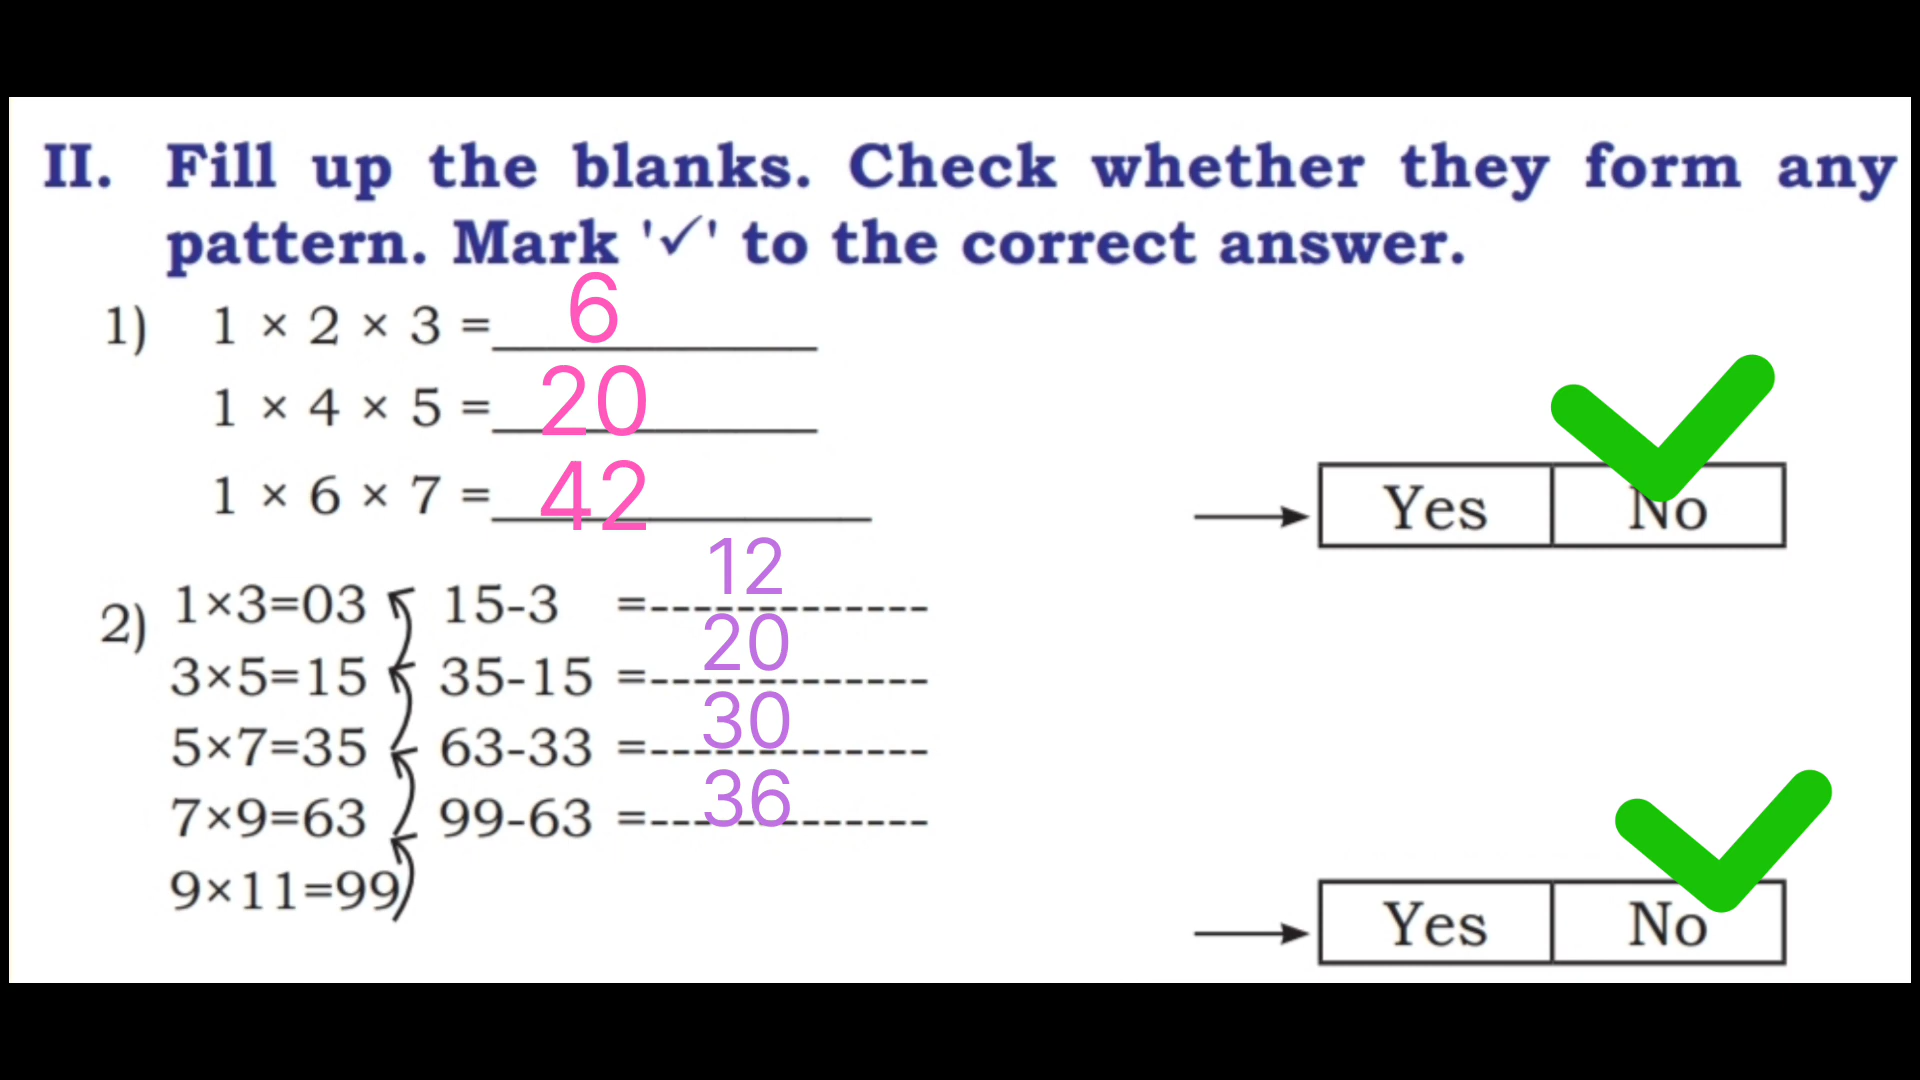 II. Fill up the blanks. Check whether they form any
pattern. Mark '✓' to the correct answer.
1) 1 × 2 × 3 =____________ 6
1 × 4 × 5 =____________ 20
1 × 6 × 7 =______________ 42
Yes No
2) 1×3=03 15-3 =------------- 12
3×5=15 35-15 =------------- 20
5×7=35 63-33 =------------- 30
7×9=63 99-63 =------------- 36
9×11=99
Yes No